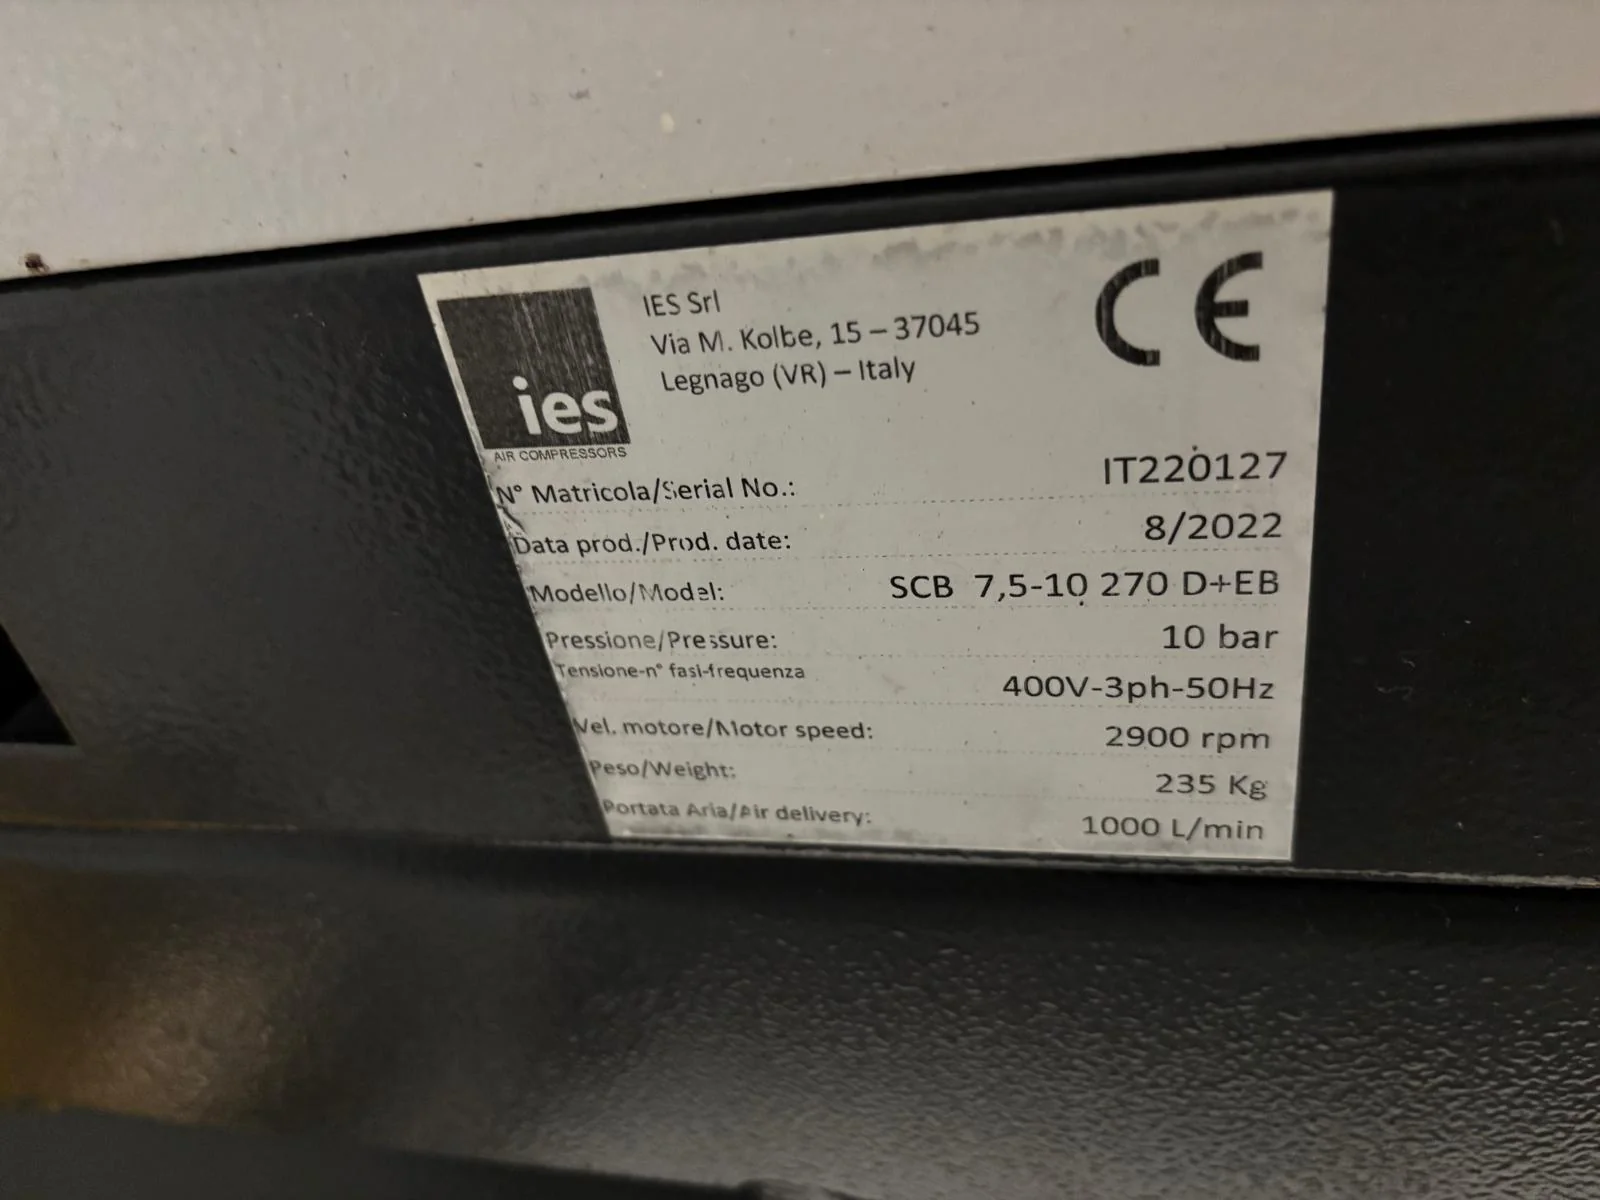 ies
AIR COMPRESSORS
IES Srl
Via M. Kolbe, 15 – 37045
Legnago (VR) – Italy
CE
N° Matricola/Serial No.: IT220127
Data prod./Prod. date: 8/2022
Modello/Model: SCB 7,5-10 270 D+EB
Pressione/Pressure: 10 bar
Tensione-n° fasi-frequenza 400V-3ph-50Hz
Vel. motore/Motor speed: 2900 rpm
Peso/Weight: 235 Kg
Portata Aria/Air delivery: 1000 L/min